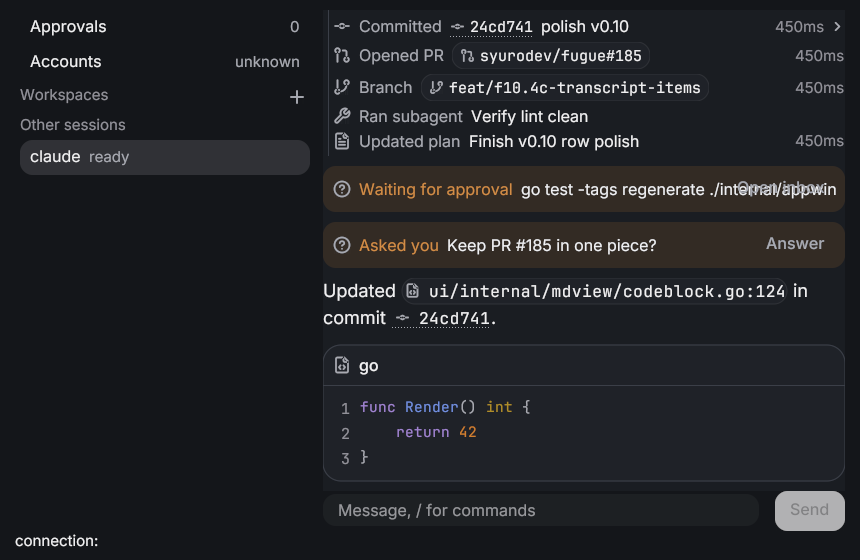 Approvals 0
Accounts unknown
Workspaces +
Other sessions
claude ready
connection:
Committed 24cd741 polish v0.10 450ms >
Opened PR syurodev/fugue#185 450ms
Branch feat/f10.4c-transcript-items 450ms
Ran subagent Verify lint clean
Updated plan Finish v0.10 row polish 450ms
Waiting for approval go test -tags regenerate ./internal/appwin Open inbox
Asked you Keep PR #185 in one piece? Answer
Updated ui/internal/mdview/codeblock.go:124 in
commit 24cd741.
go
1 func Render() int {
2     return 42
3 }
Message, / for commands Send